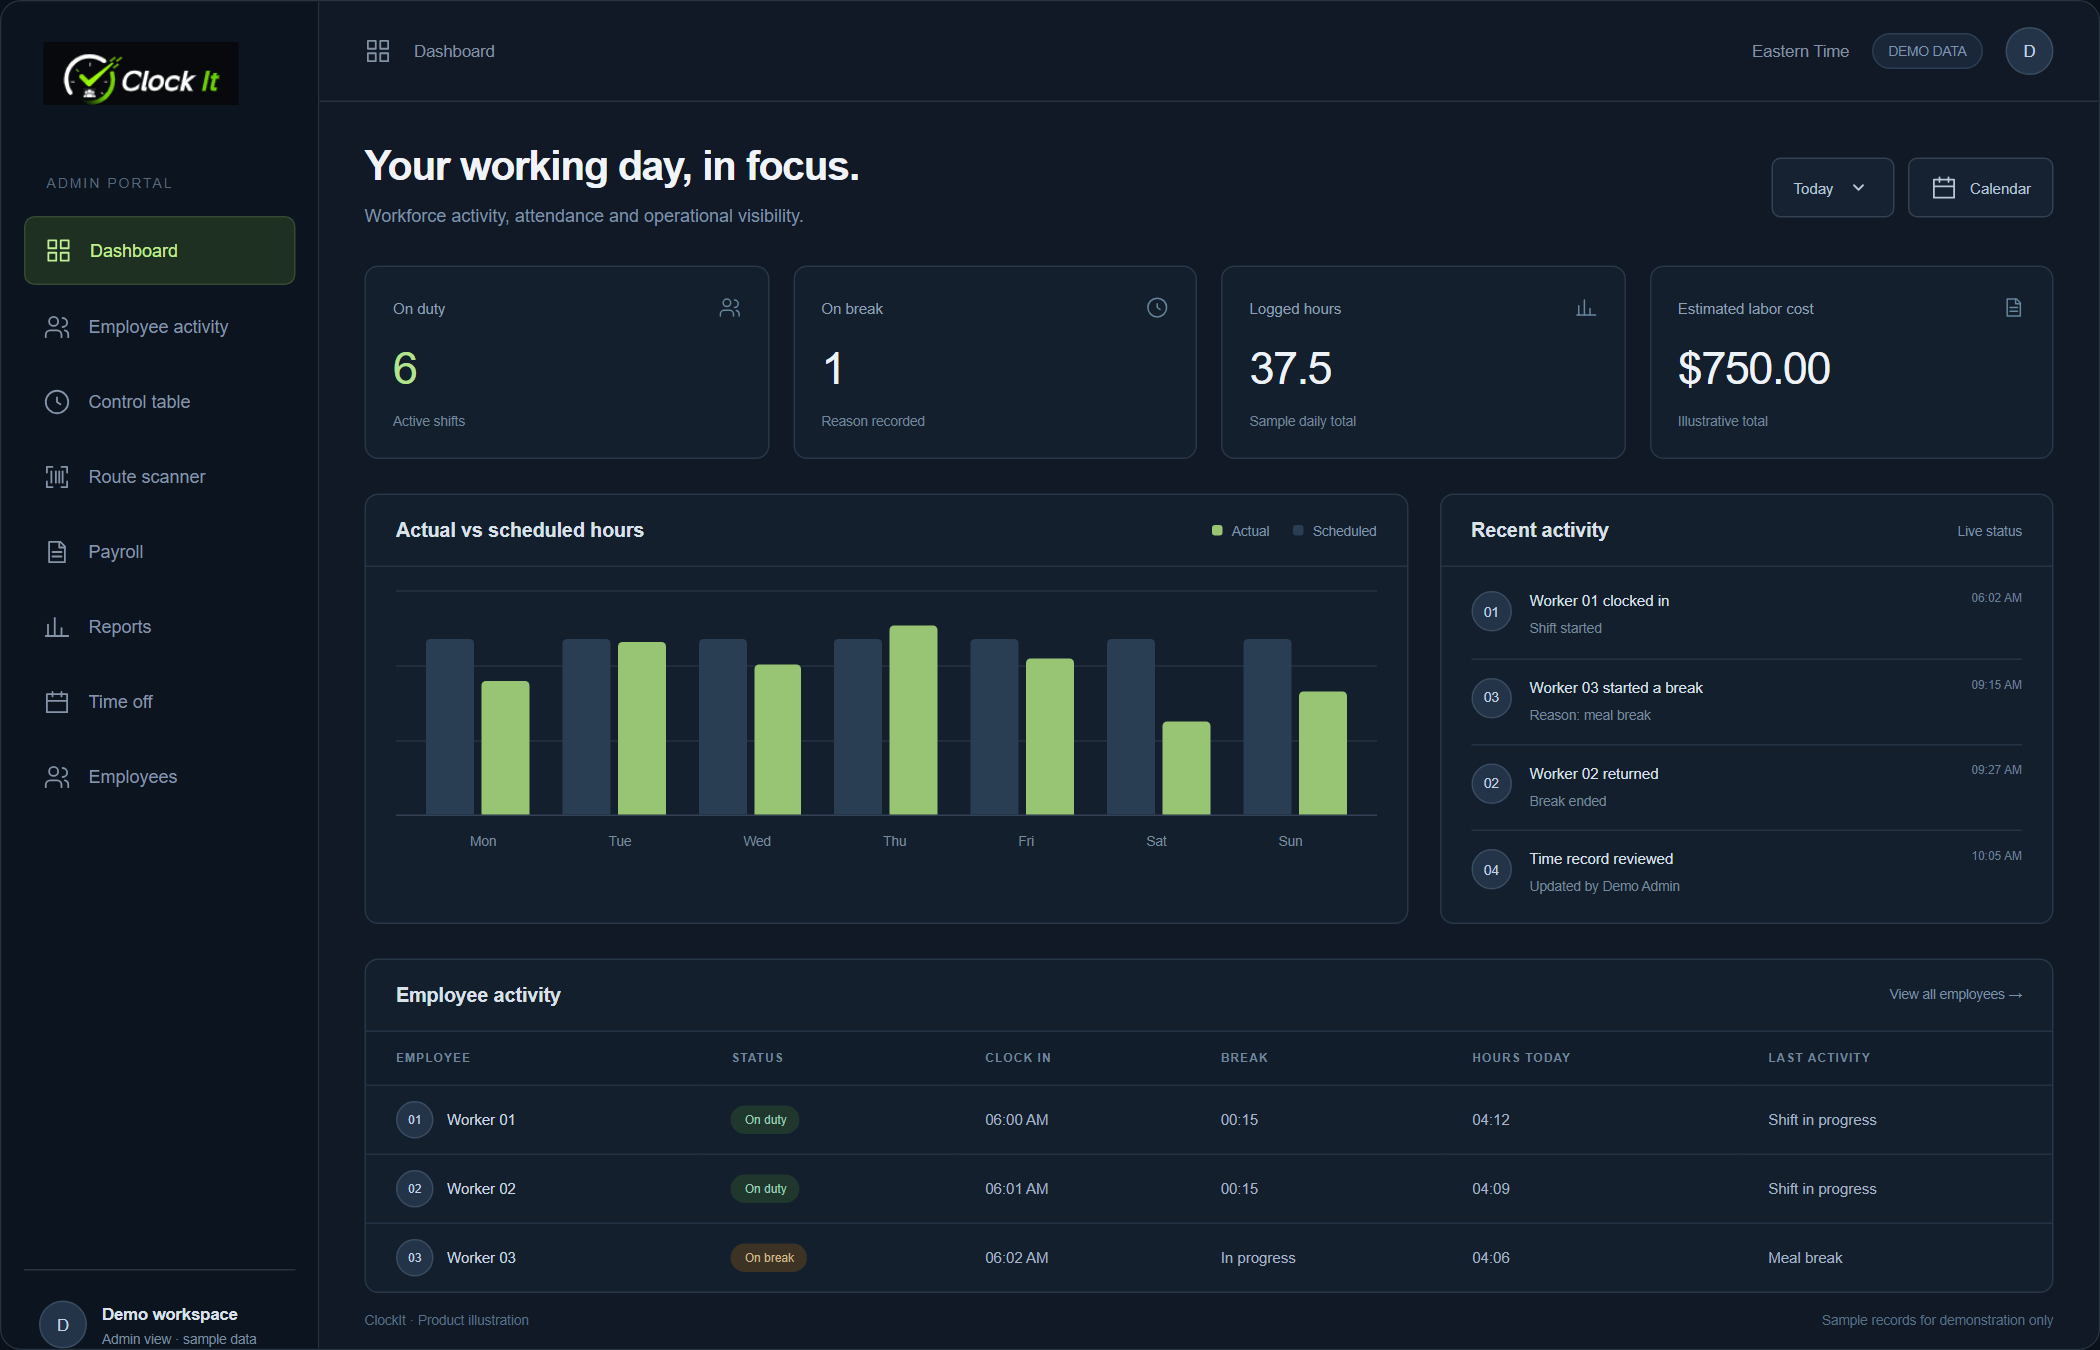 Clock It
ADMIN PORTAL
Dashboard
Employee activity
Control table
Route scanner
Payroll
Reports
Time off
Employees
D
Demo workspace
Admin view · sample data
Dashboard
Eastern Time
DEMO DATA
D
Your working day, in focus.
Workforce activity, attendance and operational visibility.
Today
Calendar
On duty
6
Active shifts
On break
1
Reason recorded
Logged hours
37.5
Sample daily total
Estimated labor cost
$750.00
Illustrative total
Actual vs scheduled hours
Actual
Scheduled
Mon Tue Wed Thu Fri Sat Sun
Recent activity
Live status
01
Worker 01 clocked in
06:02 AM
Shift started
03
Worker 03 started a break
09:15 AM
Reason: meal break
02
Worker 02 returned
09:27 AM
Break ended
04
Time record reviewed
10:05 AM
Updated by Demo Admin
Employee activity
View all employees →
EMPLOYEE STATUS CLOCK IN BREAK HOURS TODAY LAST ACTIVITY
01 Worker 01 On duty 06:00 AM 00:15 04:12 Shift in progress
02 Worker 02 On duty 06:01 AM 00:15 04:09 Shift in progress
03 Worker 03 On break 06:02 AM In progress 04:06 Meal break
ClockIt · Product illustration
Sample records for demonstration only